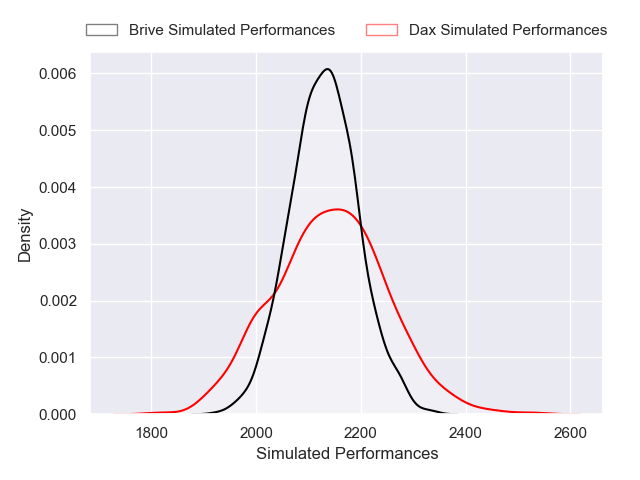 Brive Simulated Performances
Dax Simulated Performances
0.006
0.005
0.004
0.003
0.002
0.001
0.000
Density
1800 2000 2200 2400 2600
Simulated Performances